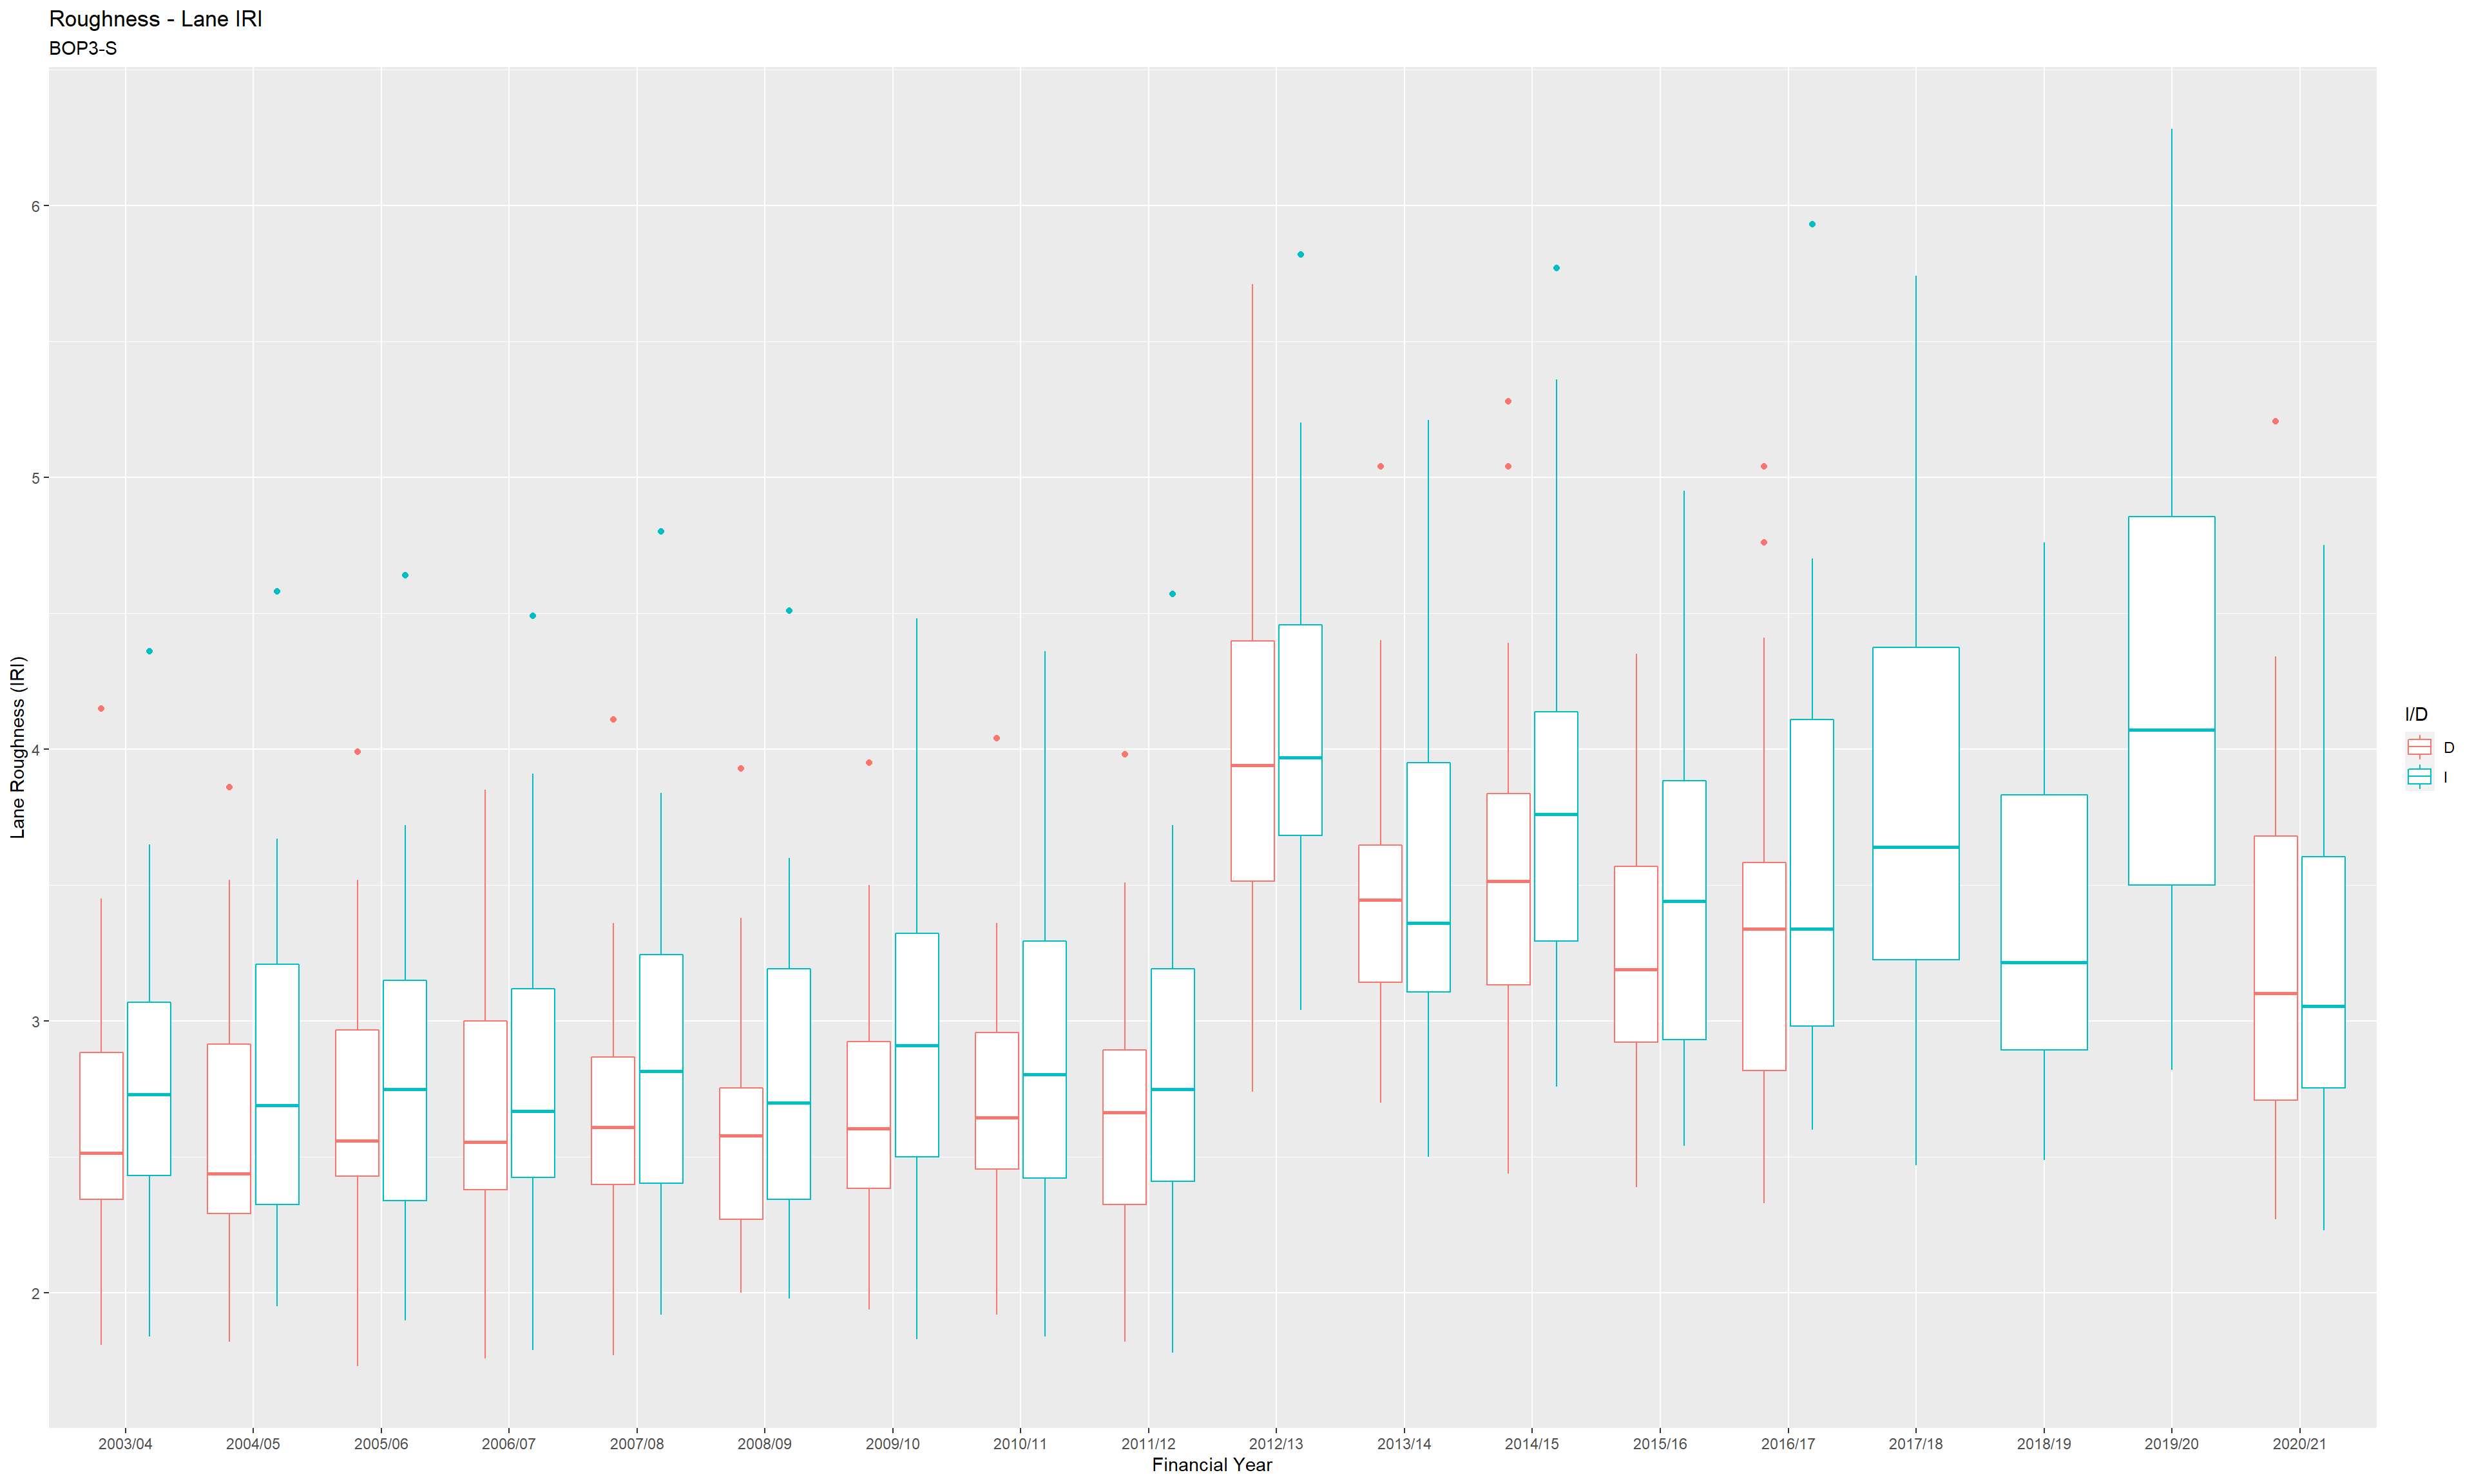 Roughness - Lane IRI
BOP3-S
Lane Roughness (IRI)
6
5
4
3
2
2003/04 2004/05 2005/06 2006/07 2007/08 2008/09 2009/10 2010/11 2011/12 2012/13 2013/14 2014/15 2015/16 2016/17 2017/18 2018/19 2019/20 2020/21
Financial Year
I/D
D
I